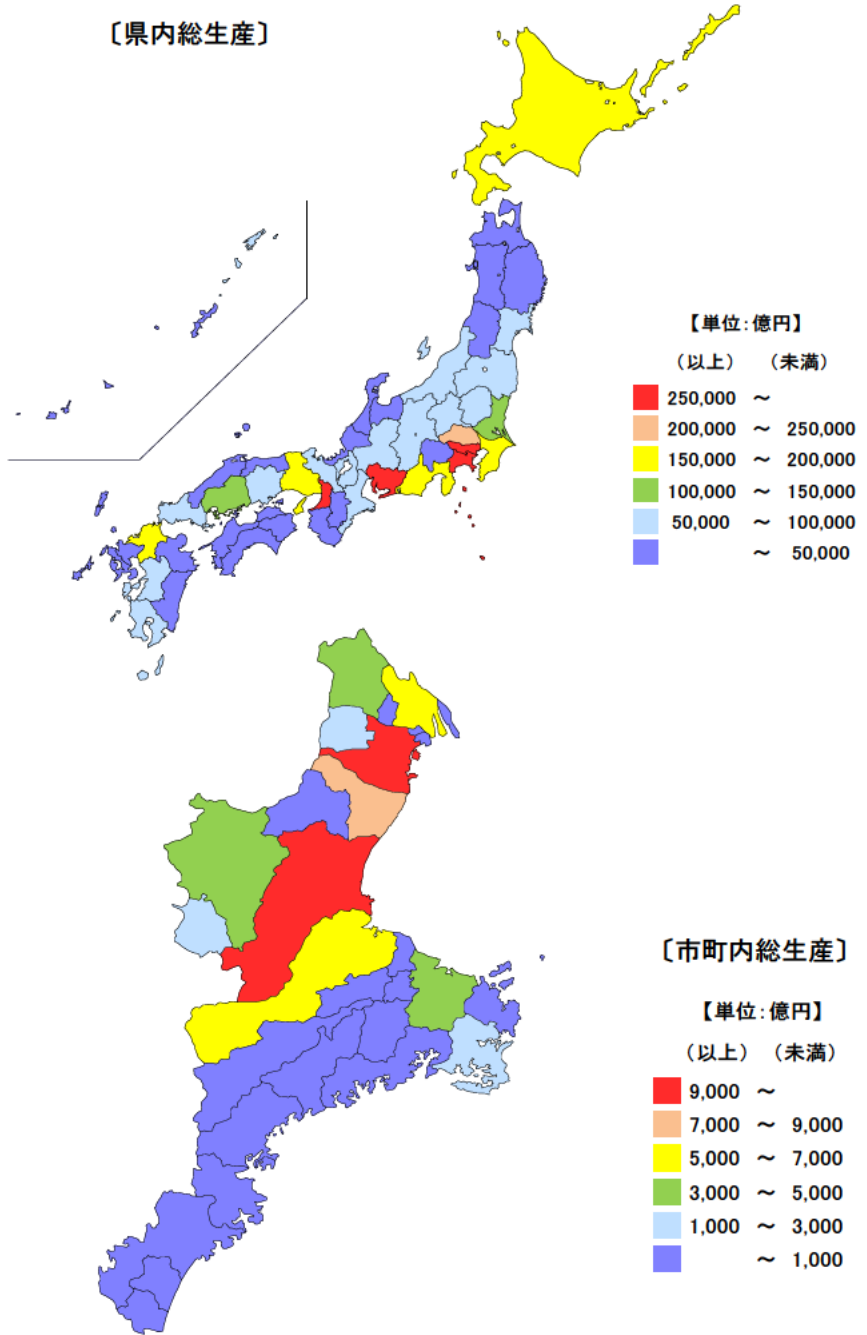 〔県内総生産〕
【単位：億円】
（以上） （未満）
250,000 ～
200,000 ～ 250,000
150,000 ～ 200,000
100,000 ～ 150,000
50,000 ～ 100,000
～ 50,000
〔市町内総生産〕
【単位：億円】
（以上） （未満）
9,000 ～
7,000 ～ 9,000
5,000 ～ 7,000
3,000 ～ 5,000
1,000 ～ 3,000
～ 1,000